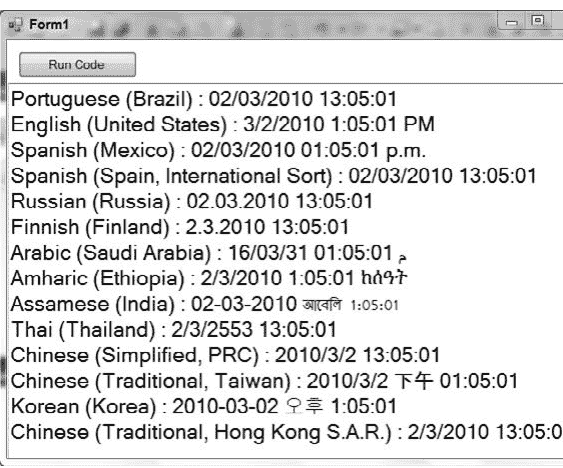 Form1
Run Code
Portuguese (Brazil) : 02/03/2010 13:05:01
English (United States) : 3/2/2010 1:05:01 PM
Spanish (Mexico) : 02/03/2010 01:05:01 p.m.
Spanish (Spain, International Sort) : 02/03/2010 13:05:01
Russian (Russia) : 02.03.2010 13:05:01
Finnish (Finland) : 2.3.2010 13:05:01
Arabic (Saudi Arabia) : 16/03/31 01:05:01 م
Amharic (Ethiopia) : 2/3/2010 1:05:01 ከሰዓት
Assamese (India) : 02-03-2010 আবেলি 1:05:01
Thai (Thailand) : 2/3/2553 13:05:01
Chinese (Simplified, PRC) : 2010/3/2 13:05:01
Chinese (Traditional, Taiwan) : 2010/3/2 下午 01:05:01
Korean (Korea) : 2010-03-02 오후 1:05:01
Chinese (Traditional, Hong Kong S.A.R.) : 2/3/2010 13:05:0